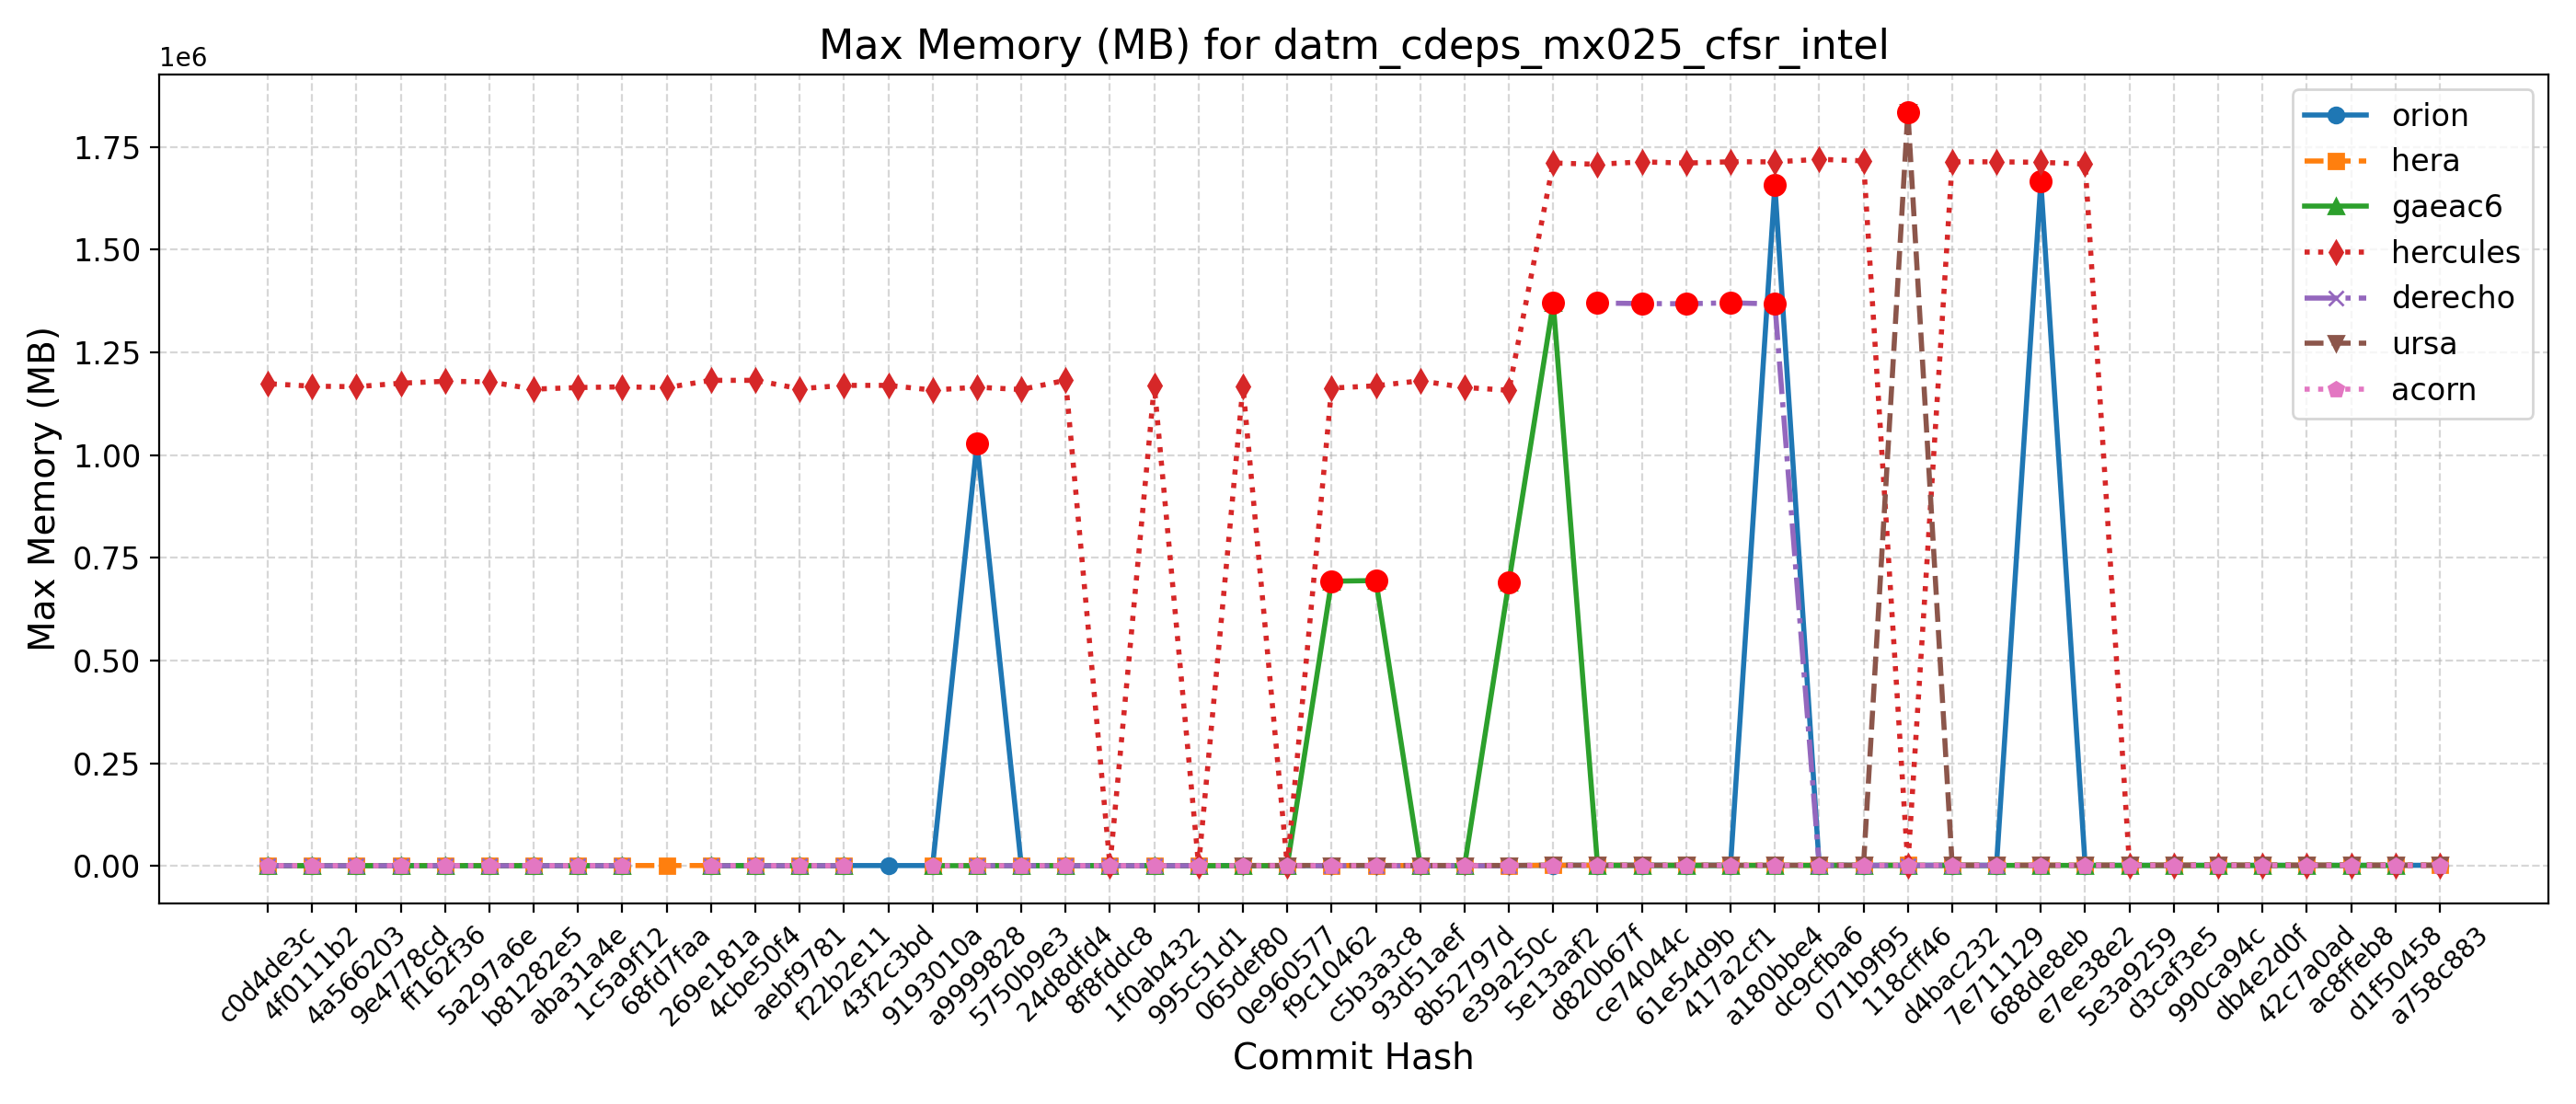 Max Memory (MB) for datm_cdeps_mx025_cfsr_intel
1e6
1.75
1.50
1.25
1.00
0.75
0.50
0.25
0.00
Max Memory (MB)
orion
hera
gaeac6
hercules
derecho
ursa
acorn
c0d4de3c
4f0111b2
4a566203
9e4778cd
ff162f36
5a297a6e
b81282e5
aba31a4e
1c5a9f12
68fd7faa
269e181a
4cbe50f4
aebf9781
f22b2e11
43f2c3bd
9193010a
a9999828
5750b9e3
24d8dfd4
8f8fddc8
1f0ab432
995c51d1
065def80
0e960577
f9c10462
c5b3a3c8
93d51aef
8b52797d
e39a250c
5e13aaf2
d820b67f
ce74044c
61e54d9b
417a2cf1
a180bbe4
dc9cfba6
071b9f95
118cff46
d4bac232
7e711129
688de8eb
e7ee38e2
5e3a9259
d3caf3e5
990ca94c
db4e2d0f
42c7a0ad
ac8ffeb8
d1f50458
a758c883
Commit Hash